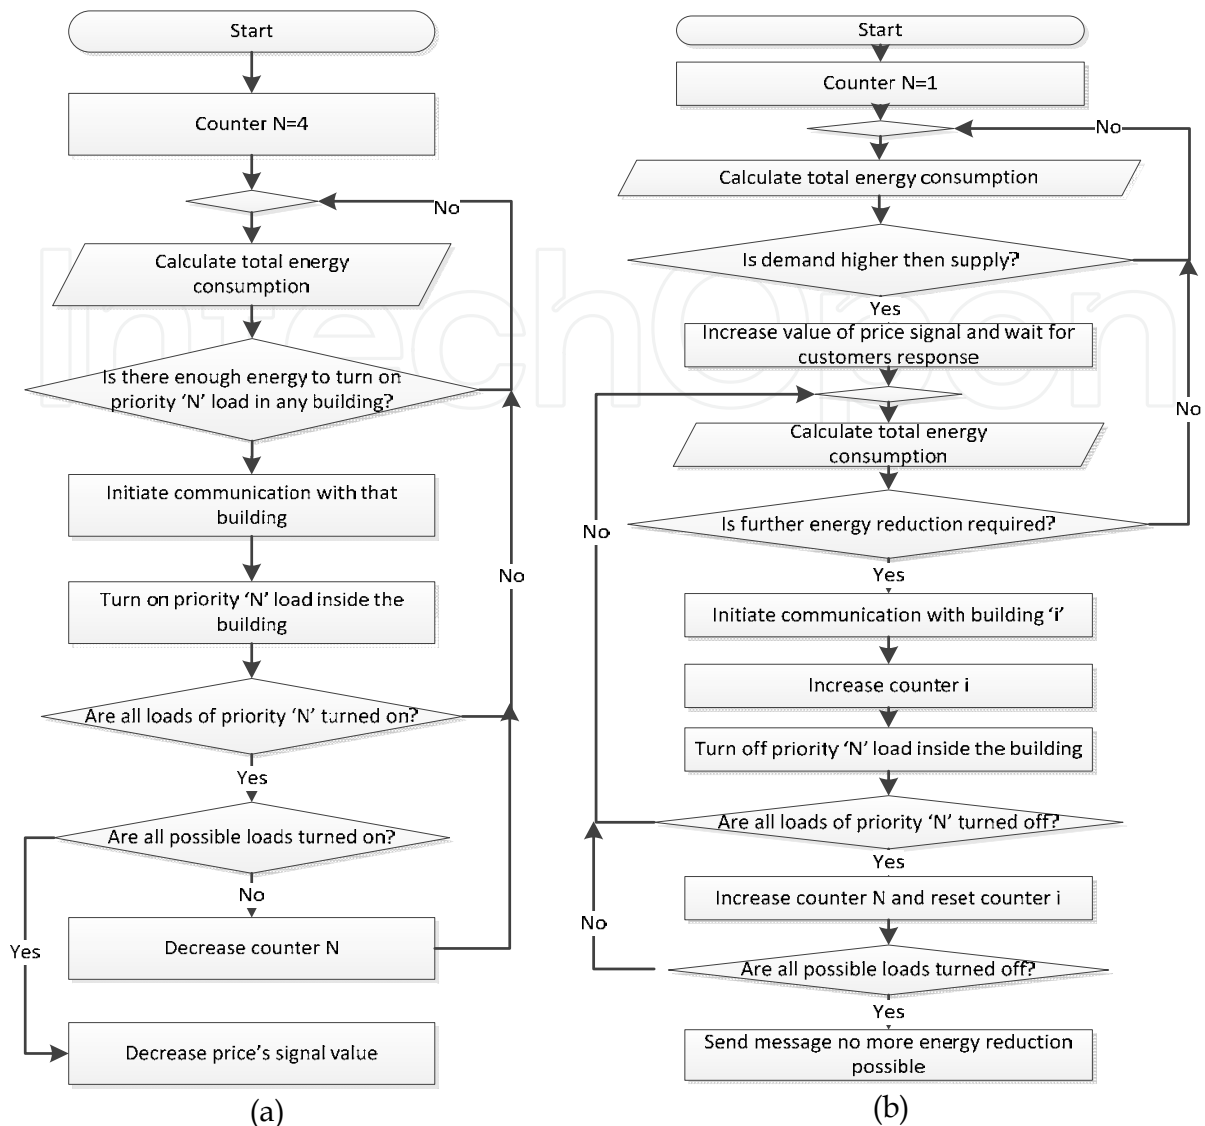 Start
Counter N=4
No
Calculate total energy
consumption
Is there enough energy to turn on
priority ‘N’ load in any building?
Initiate communication with that
building
No
Turn on priority ‘N’ load inside the
building
Are all loads of priority ‘N’ turned on?
Yes
Are all possible loads turned on?
No
Yes
Decrease counter N
Decrease price’s signal value
(a)
Start
Counter N=1
No
Calculate total energy consumption
Is demand higher then supply?
Yes
Increase value of price signal and wait for
customers response
No
Calculate total energy
consumption
Is further energy reduction required?
No
Yes
Initiate communication with building ‘i’
Increase counter i
Turn off priority ‘N’ load inside the building
Are all loads of priority ‘N’ turned off?
Yes
Increase counter N and reset counter i
No
Are all possible loads turned off?
Yes
Send message no more energy reduction
possible
(b)
IntechOpen